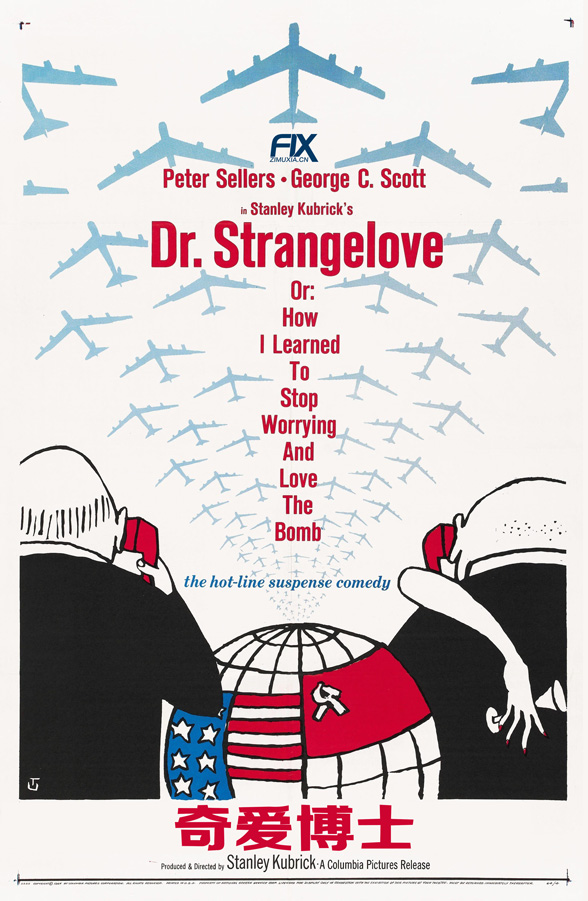 FIX
ZIMUXIA.CN
Peter Sellers • George C. Scott
in Stanley Kubrick's
Dr. Strangelove
Or:
How
I Learned
To
Stop
Worrying
And
Love
The
Bomb
the hot-line suspense comedy
奇爱博士
Produced & Directed by Stanley Kubrick • A Columbia Pictures Release